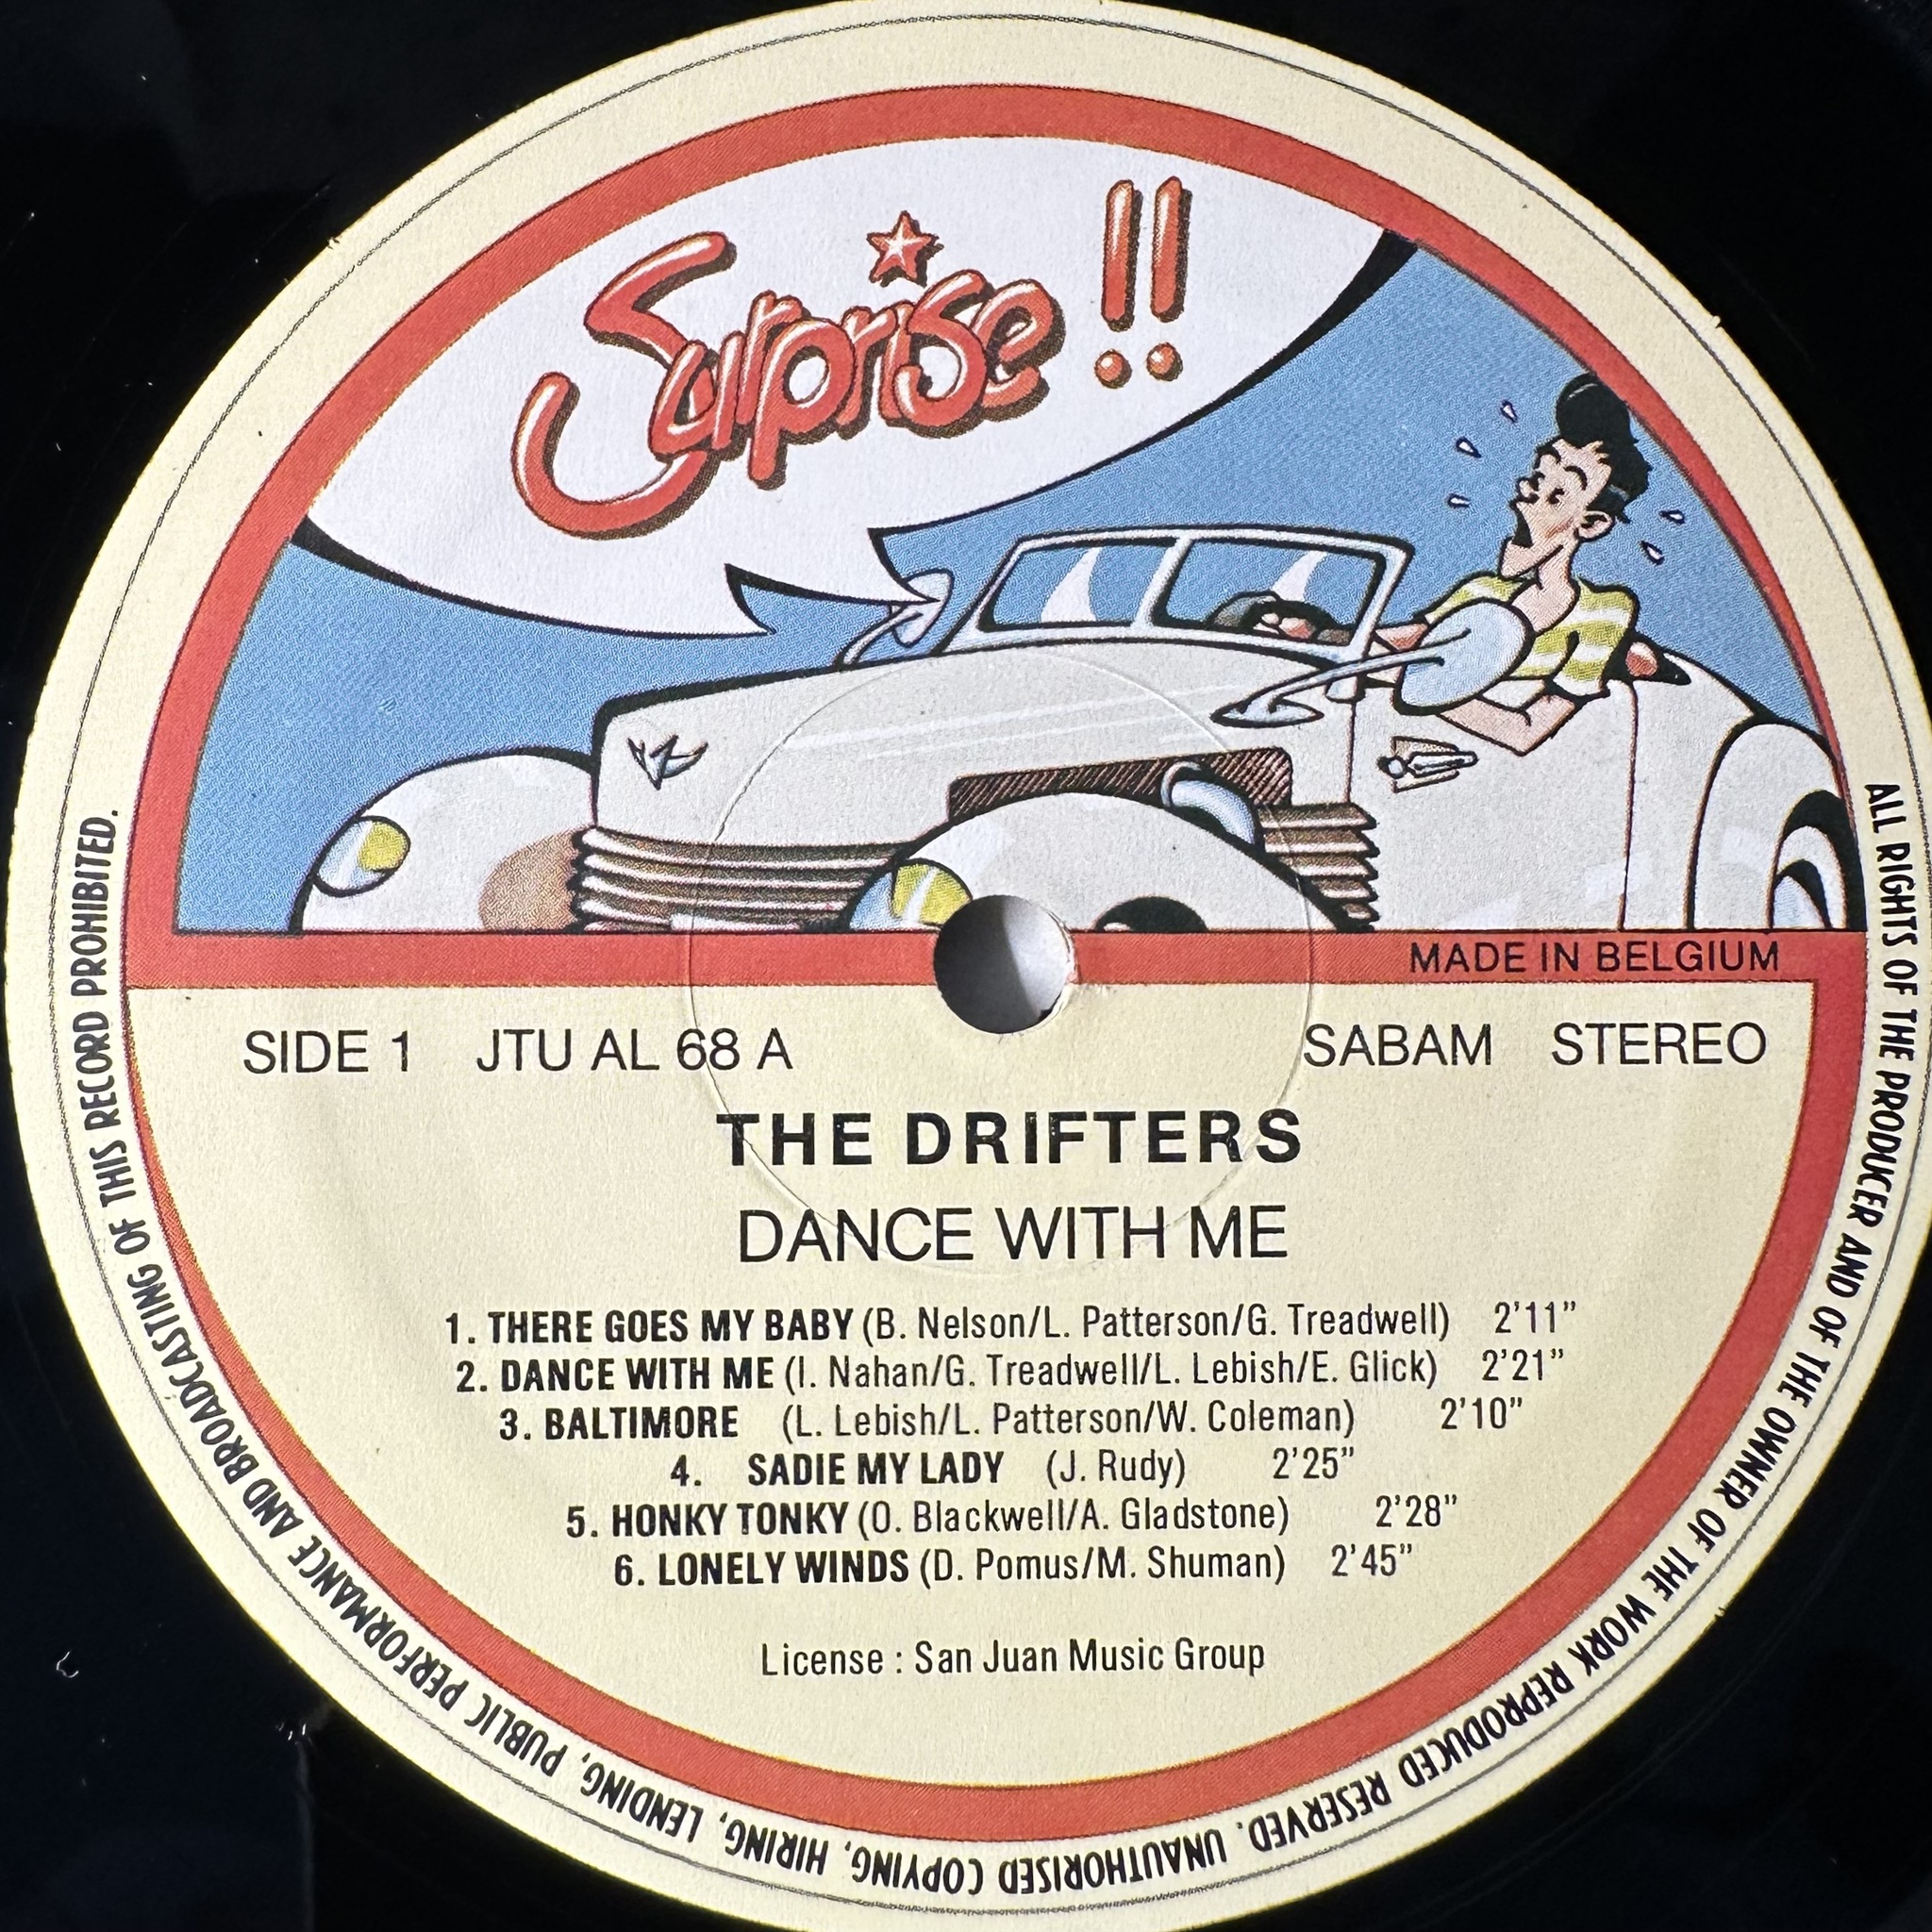 Surprise !!
MADE IN BELGIUM
SIDE 1 JTU AL 68 A SABAM STEREO
THE DRIFTERS
DANCE WITH ME
1. THERE GOES MY BABY (B. Nelson/L. Patterson/G. Treadwell) 2'11"
2. DANCE WITH ME (I. Nahan/G. Treadwell/L. Lebish/E. Glick) 2'21"
3. BALTIMORE (L. Lebish/L. Patterson/W. Coleman) 2'10"
4. SADIE MY LADY (J. Rudy) 2'25"
5. HONKY TONKY (O. Blackwell/A. Gladstone) 2'28"
6. LONELY WINDS (D. Pomus/M. Shuman) 2'45"
License : San Juan Music Group
ALL RIGHTS OF THE PRODUCER AND OF THE OWNER OF THE WORK REPRODUCED RESERVED. UNAUTHORISED COPYING, HIRING, LENDING, PUBLIC PERFORMANCE AND BROADCASTING OF THIS RECORD PROHIBITED.